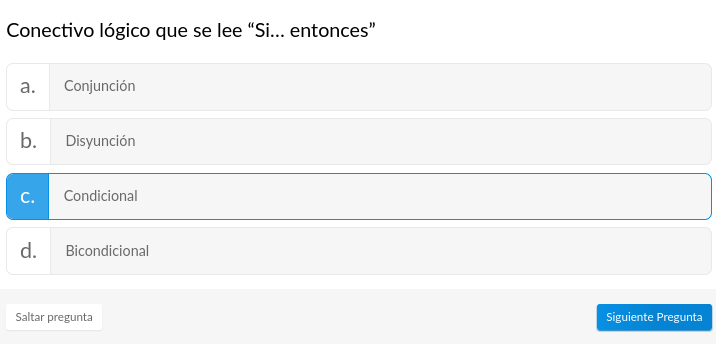 Conectivo lógico que se lee “Si... entonces”
a. Conjunción
b. Disyunción
c. Condicional
d. Bicondicional
Saltar pregunta Siguiente Pregunta